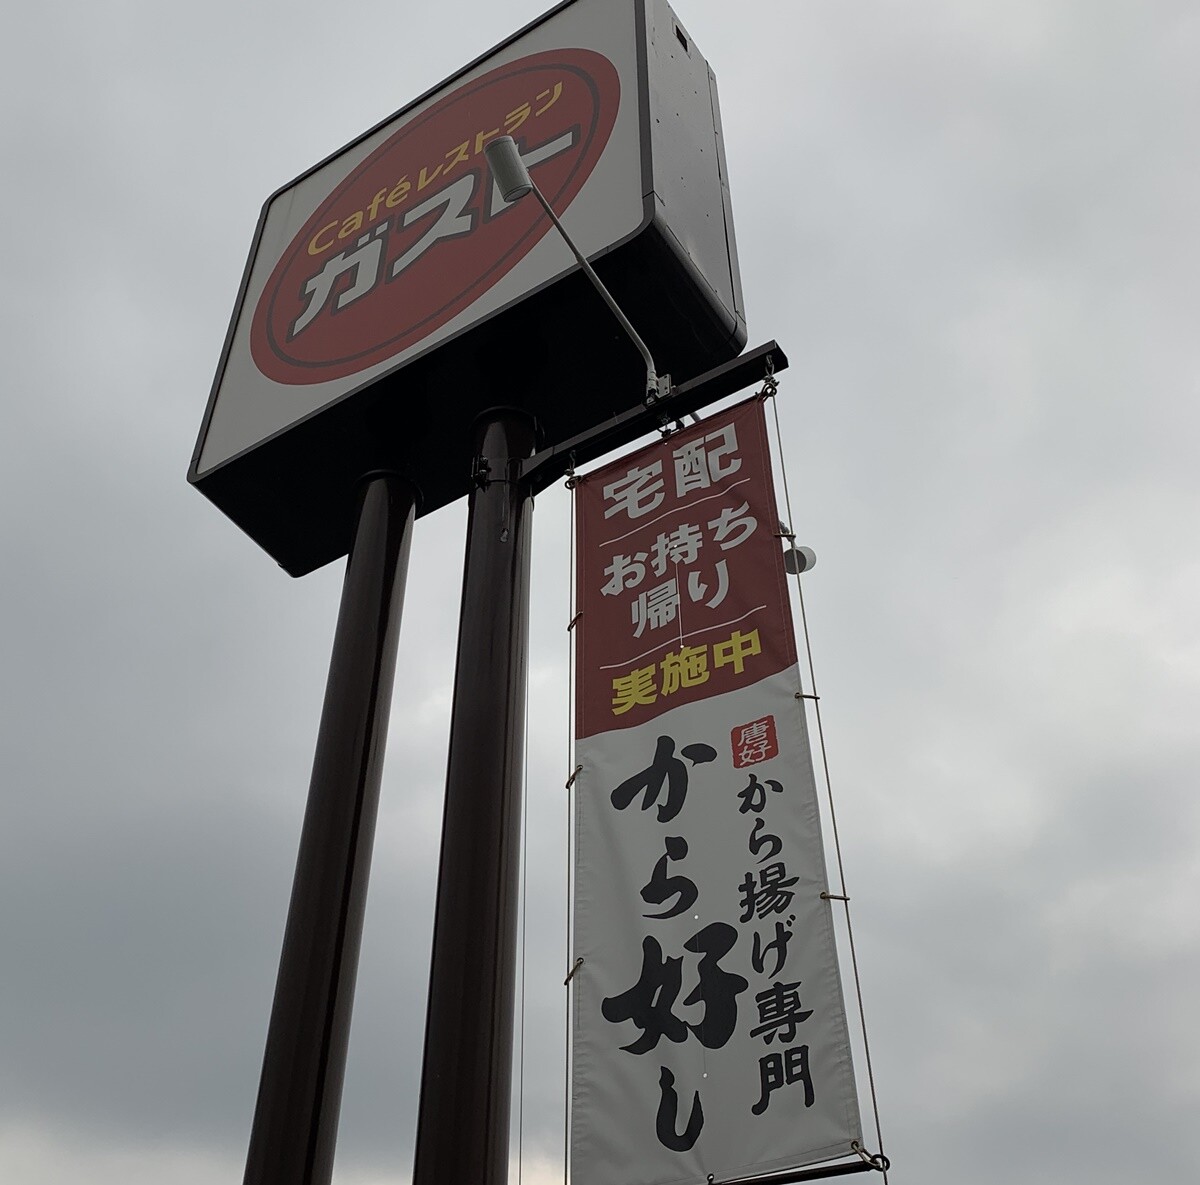 Caféレストラン
ガスト
宅配
お持ち
帰り
実施中
唐好
から揚げ専門
から好し